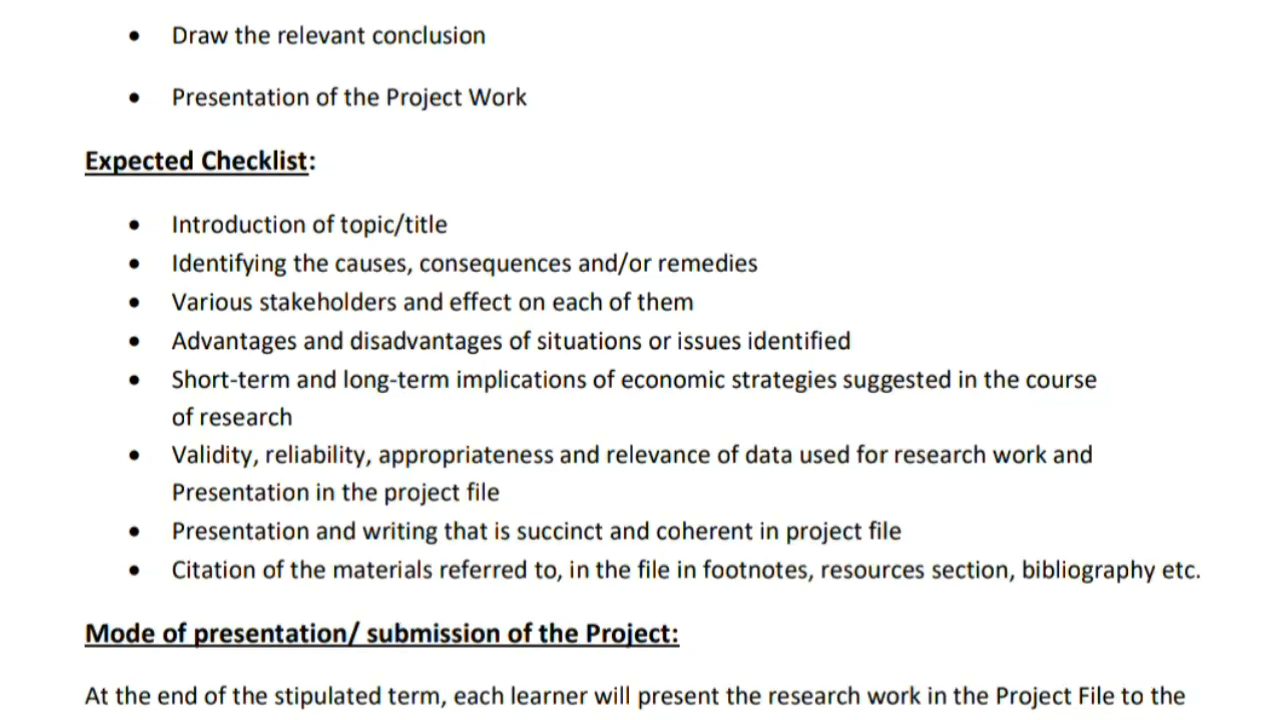 • Draw the relevant conclusion
• Presentation of the Project Work
Expected Checklist:
• Introduction of topic/title
• Identifying the causes, consequences and/or remedies
• Various stakeholders and effect on each of them
• Advantages and disadvantages of situations or issues identified
• Short-term and long-term implications of economic strategies suggested in the course
of research
• Validity, reliability, appropriateness and relevance of data used for research work and
Presentation in the project file
• Presentation and writing that is succinct and coherent in project file
• Citation of the materials referred to, in the file in footnotes, resources section, bibliography etc.
Mode of presentation/ submission of the Project:
At the end of the stipulated term, each learner will present the research work in the Project File to the